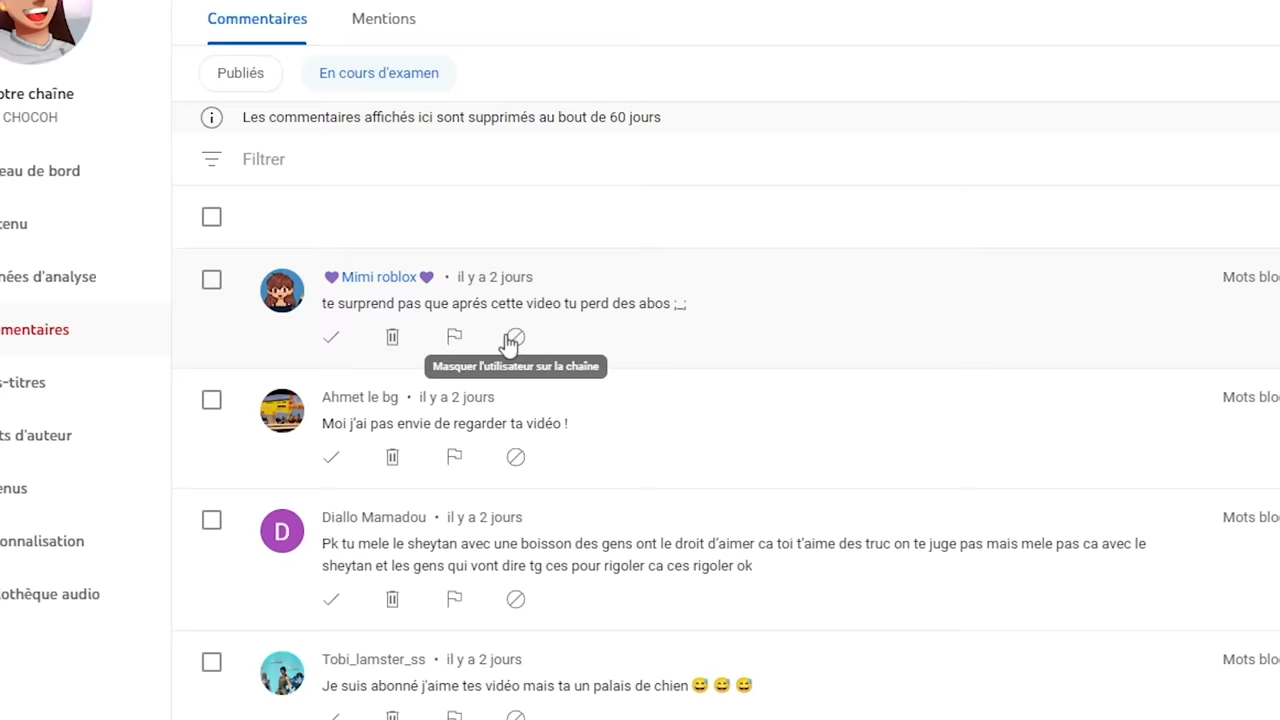 Commentaires
Mentions
Publiés
En cours d'examen
Les commentaires affichés ici sont supprimés au bout de 60 jours
Filtrer
otre chaîne
CHOCOH
eau de bord
tenu
nées d'analyse
mentaires
s-titres
ts d'auteur
enus
onnalisation
iothèque audio
💜Mimi roblox💜 • il y a 2 jours
Mots blo
te surprend pas que aprés cette video tu perd des abos ;_;
Masquer l'utilisateur sur la chaîne
Ahmet le bg • il y a 2 jours
Mots blo
Moi j'ai pas envie de regarder ta vidéo !
D
Diallo Mamadou • il y a 2 jours
Mots blo
Pk tu mele le sheytan avec une boisson des gens ont le droit d'aimer ca toi t'aime des truc on te juge pas mais mele pas ca avec le
sheytan et les gens qui vont dire tg ces pour rigoler ca ces rigoler ok
Tobi_lamster_ss • il y a 2 jours
Mots blo
Je suis abonné j'aime tes vidéo mais ta un palais de chien 😅 😅 😅